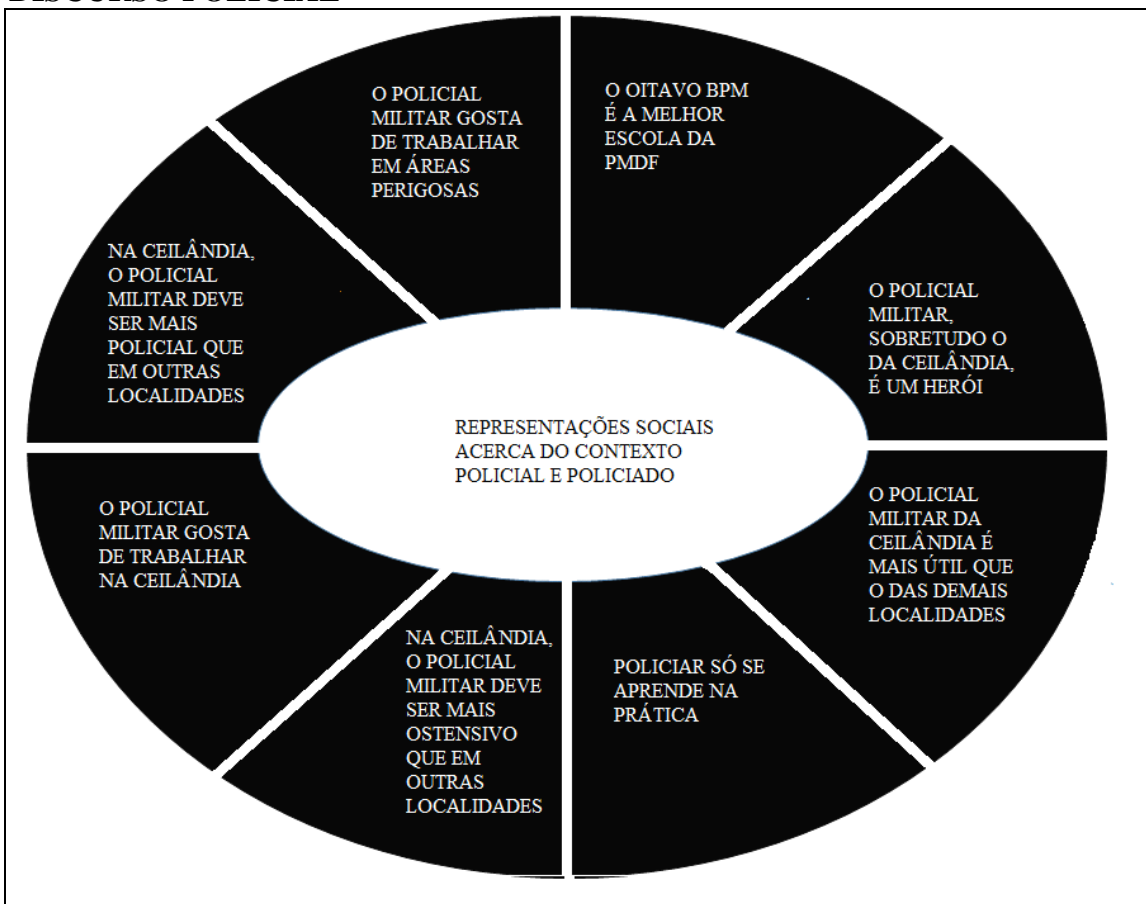 DISCURSO POLICIAL
O POLICIAL
MILITAR GOSTA
DE TRABALHAR
EM ÁREAS
PERIGOSAS
O OITAVO BPM
É A MELHOR
ESCOLA DA
PMDF
O POLICIAL
MILITAR,
SOBRETUDO O
DA CEILÂNDIA,
É UM HERÓI
O POLICIAL
MILITAR DA
CEILÂNDIA É
MAIS ÚTIL QUE
O DAS DEMAIS
LOCALIDADES
POLICIAR SÓ SE
APRENDE NA
PRÁTICA
NA CEILÂNDIA,
O POLICIAL
MILITAR DEVE
SER MAIS
OSTENSIVO
QUE EM
OUTRAS
LOCALIDADES
O POLICIAL
MILITAR GOSTA
DE TRABALHAR
NA CEILÂNDIA
NA CEILÂNDIA,
O POLICIAL
MILITAR DEVE
SER MAIS
POLICIAL QUE
EM OUTRAS
LOCALIDADES
REPRESENTAÇÕES SOCIAIS
ACERCA DO CONTEXTO
POLICIAL E POLICIADO